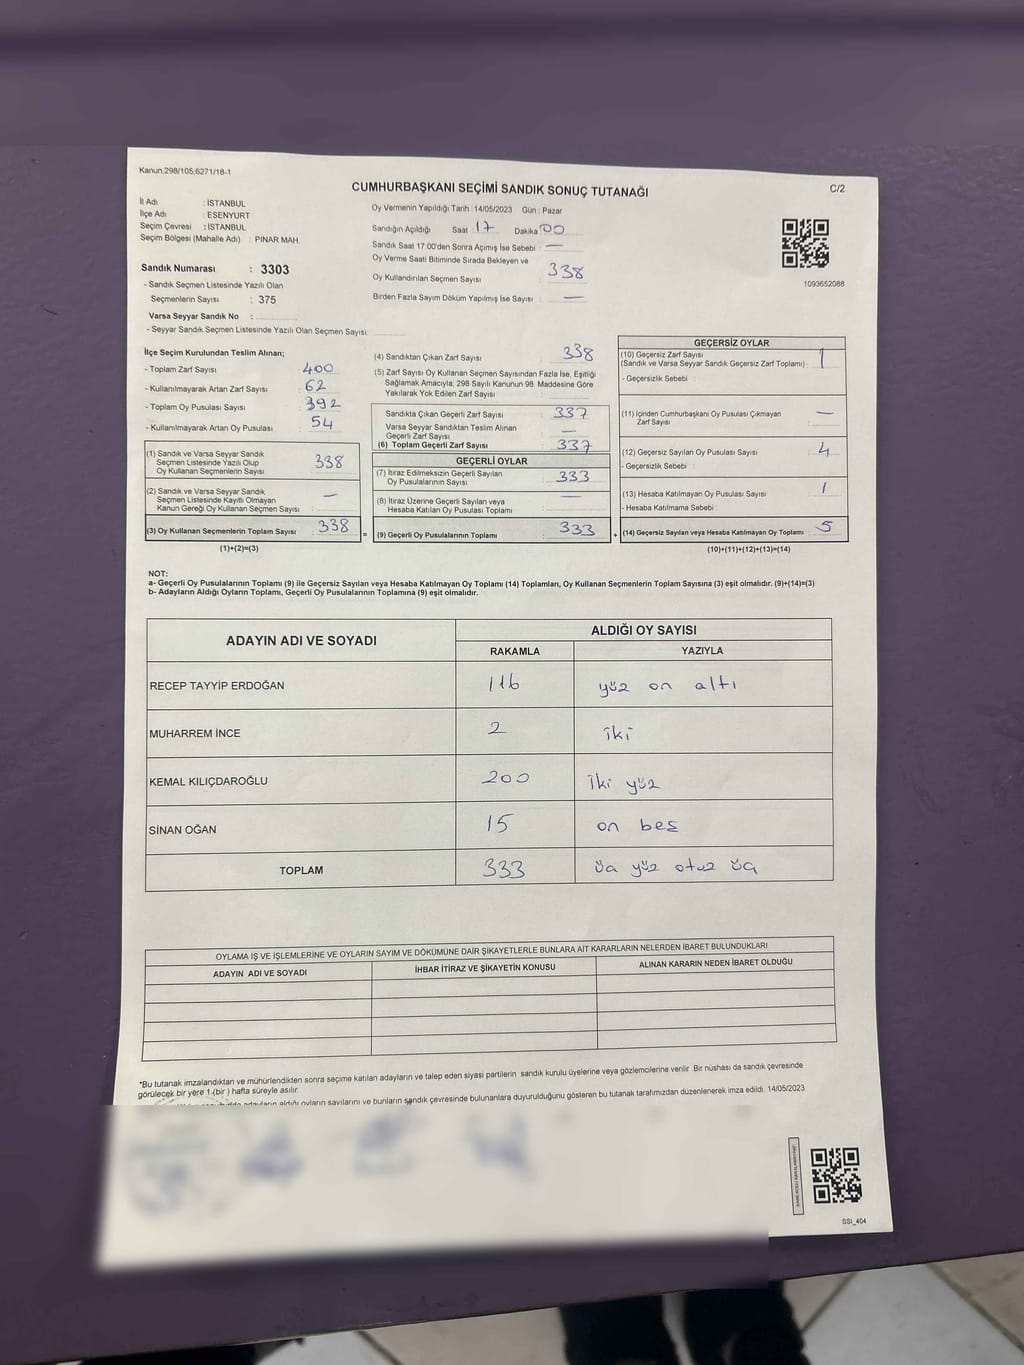 Kanun,298/105,6271/18-1
CUMHURBAŞKANI SEÇİMİ SANDIK SONUÇ TUTANAĞI
C/2
İl Adı : İSTANBUL
İlçe Adı : ESENYURT
Seçim Çevresi : İSTANBUL
Seçim Bölgesi (Mahalle Adı) : PINAR MAH.
Oy Vermenin Yapıldığı Tarih : 14/05/2023 Gün : Pazar
Sandığın Açıldığı Saat 17 Dakika 00
Sandık Saat 17:00'den Sonra Açımış İse Sebebi : —
Oy Verme Saati Bitiminde Sırada Bekleyen ve
Oy Kullandırılan Seçmen Sayısı : 338
Birden Fazla Sayım Döküm Yapılmış İse Sayısı : —
1093652088
Sandık Numarası : 3303
- Sandık Seçmen Listesinde Yazılı Olan
Seçmenlerin Sayısı : 375
Varsa Seyyar Sandık No :
- Seyyar Sandık Seçmen Listesinde Yazılı Olan Seçmen Sayısı:
İlçe Seçim Kurulundan Teslim Alınan;
- Toplam Zarf Sayısı : 400
- Kullanılmayarak Artan Zarf Sayısı : 62
- Toplam Oy Pusulası Sayısı : 392
- Kullanılmayarak Artan Oy Pusulası : 54
(1) Sandık ve Varsa Seyyar Sandık
Seçmen Listesinde Yazılı Olup
Oy Kullanan Seçmenlerin Sayısı : 338
(2) Sandık ve Varsa Seyyar Sandık
Seçmen Listesinde Kayıtlı Olmayan
Kanun Gereği Oy Kullanan Seçmen Sayısı : —
(3) Oy Kullanan Seçmenlerin Toplam Sayısı : 338
(1)+(2)=(3)
(4) Sandıktan Çıkan Zarf Sayısı : 338
(5) Zarf Sayısı Oy Kullanan Seçmen Sayısından Fazla İse, Eşitliği
Sağlamak Amacıyla, 298 Sayılı Kanunun 98. Maddesine Göre
Yakılarak Yok Edilen Zarf Sayısı :
Sandıkta Çıkan Geçerli Zarf Sayısı : 337
Varsa Seyyar Sandıktan Teslim Alınan
Geçerli Zarf Sayısı : —
(6) Toplam Geçerli Zarf Sayısı : 337
GEÇERLİ OYLAR
(7) İtiraz Edilmeksizin Geçerli Sayılan
Oy Pusulalarının Sayısı : 333
(8) İtiraz Üzerine Geçerli Sayılan veya
Hesaba Katılan Oy Pusulası Toplamı : —
= (9) Geçerli Oy Pusulalarının Toplamı : 333
GEÇERSİZ OYLAR
(10) Geçersiz Zarf Sayısı
(Sandık ve Varsa Seyyar Sandık Geçersiz Zarf Toplamı) : 1
- Geçersizlik Sebebi :
(11) İçinden Cumhurbaşkanı Oy Pusulası Çıkmayan
Zarf Sayısı : —
(12) Geçersiz Sayılan Oy Pusulası Sayısı : 4
- Geçersizlik Sebebi :
(13) Hesaba Katılmayan Oy Pusulası Sayısı : 1
- Hesaba Katılmama Sebebi :
+ (14) Geçersiz Sayılan veya Hesaba Katılmayan Oy Toplamı : 5
(10)+(11)+(12)+(13)=(14)
NOT:
a- Geçerli Oy Pusulalarının Toplamı (9) ile Geçersiz Sayılan veya Hesaba Katılmayan Oy Toplamı (14) Toplamları, Oy Kullanan Seçmenlerin Toplam Sayısına (3) eşit olmalıdır. (9)+(14)=(3)
b- Adayların Aldığı Oyların Toplamı, Geçerli Oy Pusulalarının Toplamına (9) eşit olmalıdır.
ADAYIN ADI VE SOYADI
ALDIĞI OY SAYISI
RAKAMLA YAZIYLA
RECEP TAYYİP ERDOĞAN 116 yüz on altı
MUHARREM İNCE 2 iki
KEMAL KILIÇDAROĞLU 200 İki yüz
SİNAN OĞAN 15 on beş
TOPLAM 333 üç yüz otuz üç
OYLAMA İŞ VE İŞLEMLERİNE VE OYLARIN SAYIM VE DÖKÜMÜNE DAİR ŞİKAYETLERLE BUNLARA AİT KARARLARIN NELERDEN İBARET BULUNDUKLARI
ADAYIN ADI VE SOYADI İHBAR İTİRAZ VE ŞİKAYETİN KONUSU ALINAN KARARIN NEDEN İBARET OLDUĞU
*Bu tutanak imzalandıktan ve mühürlendikten sonra seçime katılan adayların ve talep eden siyasi partilerin sandık kurulu üyelerine veya gözlemcilerine verilir. Bir nüshası da sandık çevresinde
görülecek bir yere 1-(bir ) hafta süreyle asılır.
adayların aldığı oyların sayılarını ve bunların sandık çevresinde bulunanlara duyurulduğunu gösteren bu tutanak tarafımızdan düzenlenerek imza edildi. 14/05/2023
SSI_404